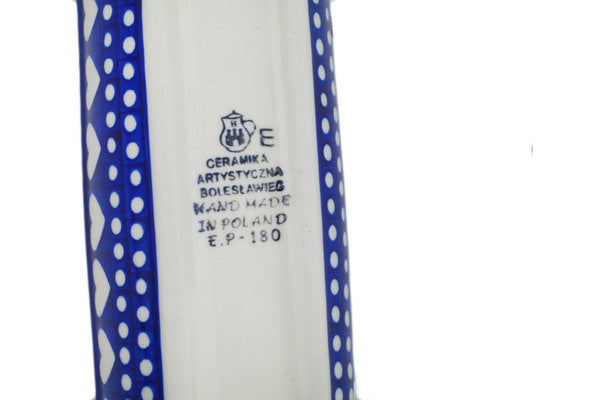 H
E
CERAMIKA
ARTYSTYCZNA
BOLESŁAWIEC
HAND MADE
IN POLAND
E.P-180